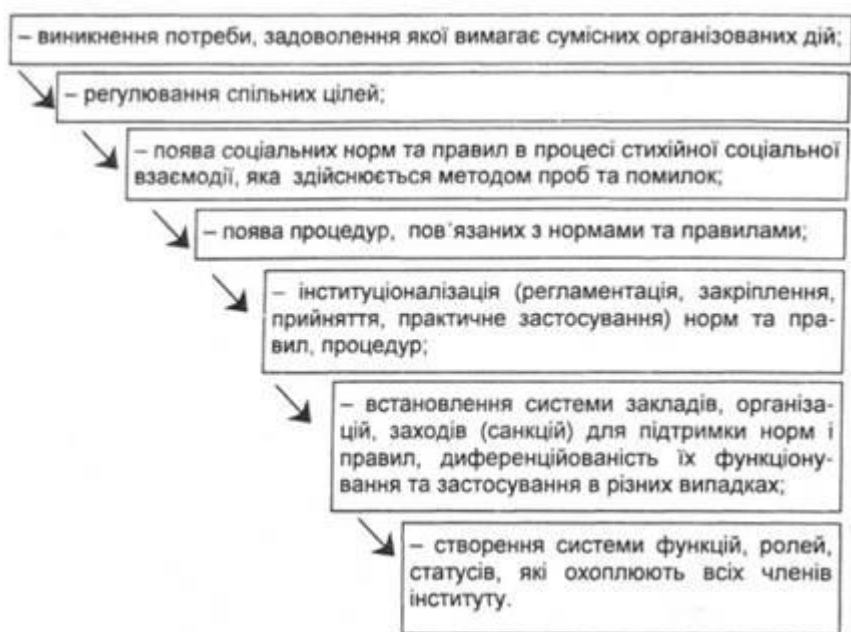 – виникнення потреби, задоволення якої вимагає сумісних організованих дій;
– регулювання спільних цілей;
– поява соціальних норм та правил в процесі стихійної соціальної
взаємодії, яка здійснюється методом проб та помилок;
– поява процедур, пов´язаних з нормами та правилами;
– інституціоналізація (регламентація, закріплення,
прийняття, практичне застосування) норм та пра-
вил, процедур;
– встановлення системи закладів, організа-
цій, заходів (санкцій) для підтримки норм і
правил, диференційованість їх функціону-
вання та застосування в різних випадках;
– створення системи функцій, ролей,
статусів, які охоплюють всіх членів
інституту.